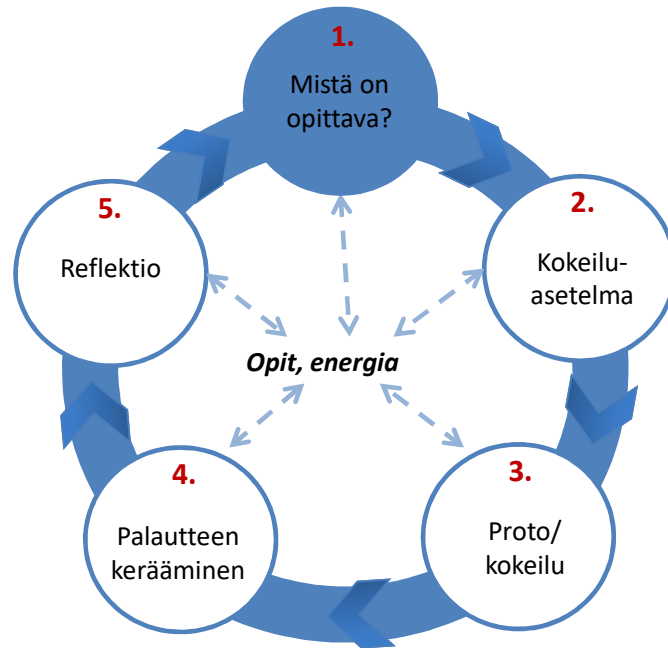 1.
Mistä on
opittava?
2.
Kokeilu-
asetelma
3.
Proto/
kokeilu
4.
Palautteen
kerääminen
5.
Reflektio
Opit, energia